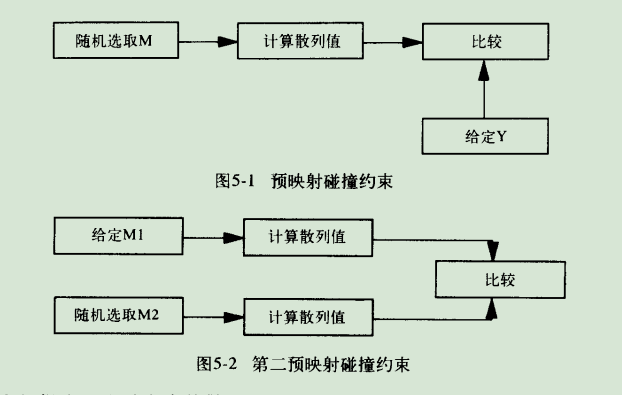 随机选取M
计算散列值
比较
给定Y
图5-1 预映射碰撞约束
给定M1
计算散列值
比较
随机选取M2
计算散列值
图5-2 第二预映射碰撞约束